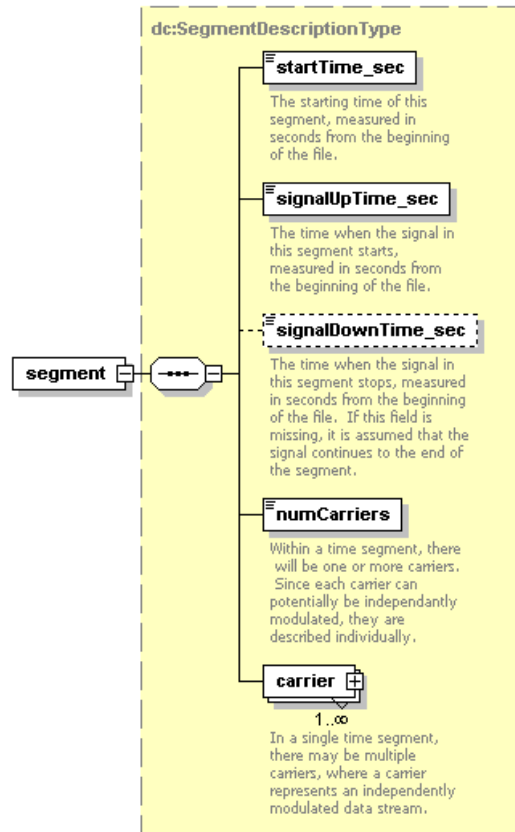 dc:SegmentDescriptionType
startTime_sec
The starting time of this
segment, measured in
seconds from the beginning
of the file.
signalUpTime_sec
The time when the signal in
this segment starts,
measured in seconds from
the beginning of the file.
signalDownTime_sec
The time when the signal in
this segment stops, measured
in seconds from the beginning
of the file.  If this field is
missing, it is assumed that the
signal continues to the end of
the segment.
segment
numCarriers
Within a time segment, there
will be one or more carriers.
Since each carrier can
potentially be independantly
modulated, they are
described individually.
carrier
1..∞
In a single time segment,
there may be multiple
carriers, where a carrier
represents an independently
modulated data stream.